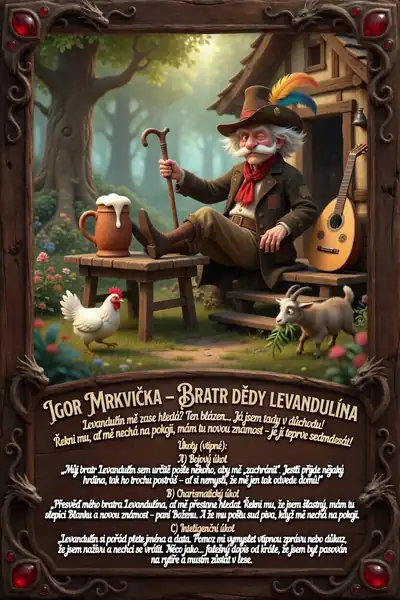 Igor Mrkvička – Bratr dědy levandulína
Levandulín mě zase hledá? Ten blázen... Já jsem tady v důchodu!
Řekni mu, ať mě nechá na pokoji, mám tu novou známost – je jí teprve sedmdesát!
Úkoly (vtipné):
A) Bojový úkol
„Můj bratr Levandulín sem určitě pošle někoho, aby mě „zachránil“. Jestli přijde nějaký
hrdina, tak ho trochu postruš – ať si nemyslí, že mě jen tak odvede domů!“
B) Charismatický úkol
„Přesvěď mého bratra Levandulína, ať mě přestane hledat. Řekni mu, že jsem šťastný, mám tu
slepici Blanku a novou známost – paní Boženu. A že mu pošlu sud piva, když mě nechá na pokoji.
C) Inteligenční úkol
„Levandulín si pořád ptete jména a data. Pomoz mi vymyslet vtipnou zprávu nebo důkaz,
že jsem naživu a nechci se vrátit. Něco jako... falešný dopis od krále, že jsem byl pasován
na rytíře a musím zůstat v lese.